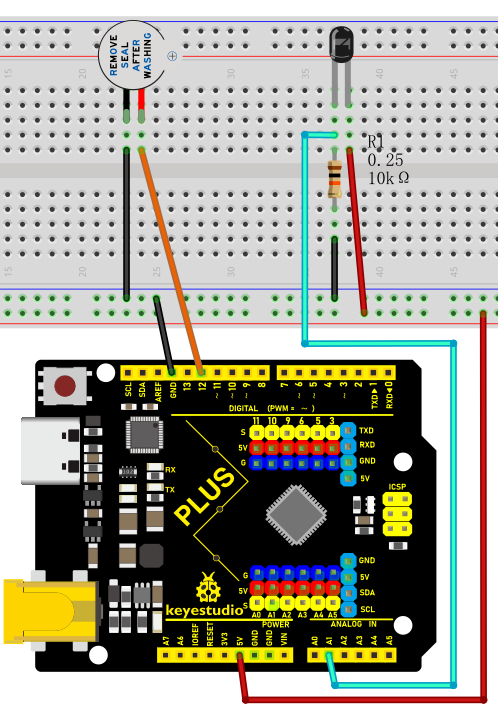 REMOVE
SEAL
AFTER
WASHING
15
20
25
30
35
40
45
R1
0.25
10kΩ
15
20
25
30
35
40
45
SCL
SDA
AREF
GND
13
12
~11
~10
~9
8
7
~6
~5
4
~3
2
TXD▶1
RXD◀0
DIGITAL (PWM = ~ )
11 10 9 6 5 3
S
5V
G
TXD
RXD
GND
5V
RX
TX
PLUS
ICSP
G
5V
S
A0 A1 A2 A3 A4 A5
GND
5V
SDA
SCL
keyestudio
POWER
ANALOG IN
A7
A6
IOREF
RESET
3V3
5V
GND
GND
VIN
A0
A1
A2
A3
A4
A5